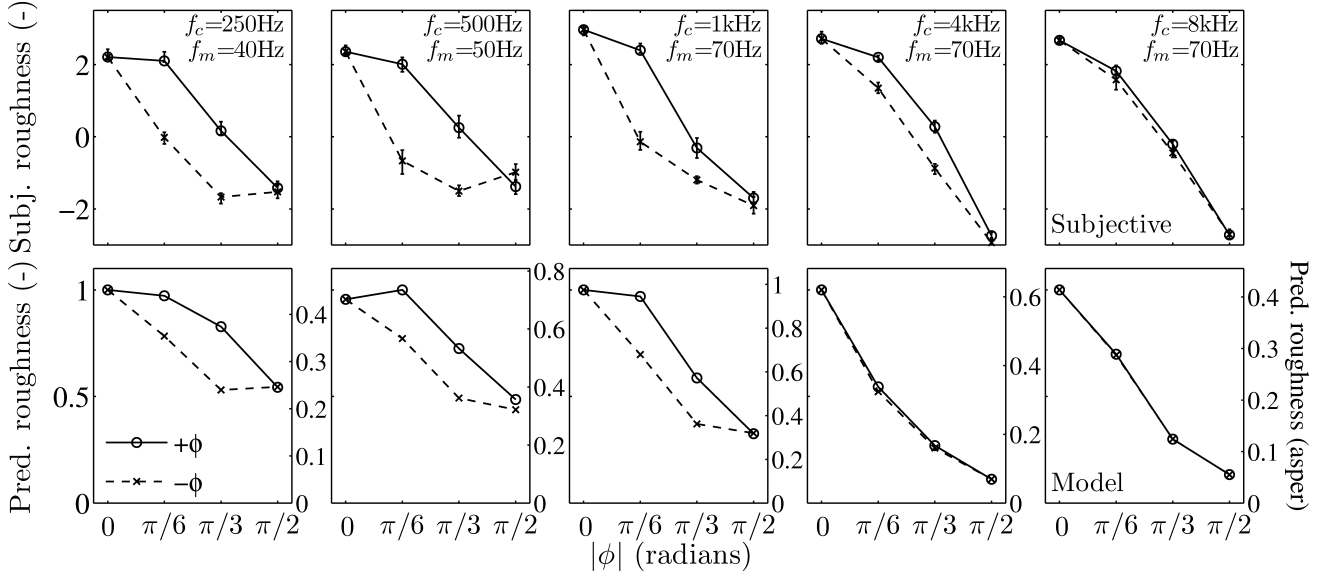 Subj. roughness (-)
2
0
−2
f_c=250Hz
f_m=40Hz
f_c=500Hz
f_m=50Hz
f_c=1kHz
f_m=70Hz
f_c=4kHz
f_m=70Hz
f_c=8kHz
f_m=70Hz
Subjective
Pred. roughness (-)
1
0.5
0
+ϕ
−ϕ
0.4
0.3
0.2
0.1
0
0.8
0.6
0.4
0.2
0
1
0.8
0.6
0.4
0.2
0
0.6
0.4
0.2
0
Model
0.4
0.3
0.2
0.1
0
Pred. roughness (asper)
0 π/6 π/3 π/2 0 π/6 π/3 π/2 0 π/6 π/3 π/2 0 π/6 π/3 π/2 0 π/6 π/3 π/2
|ϕ| (radians)